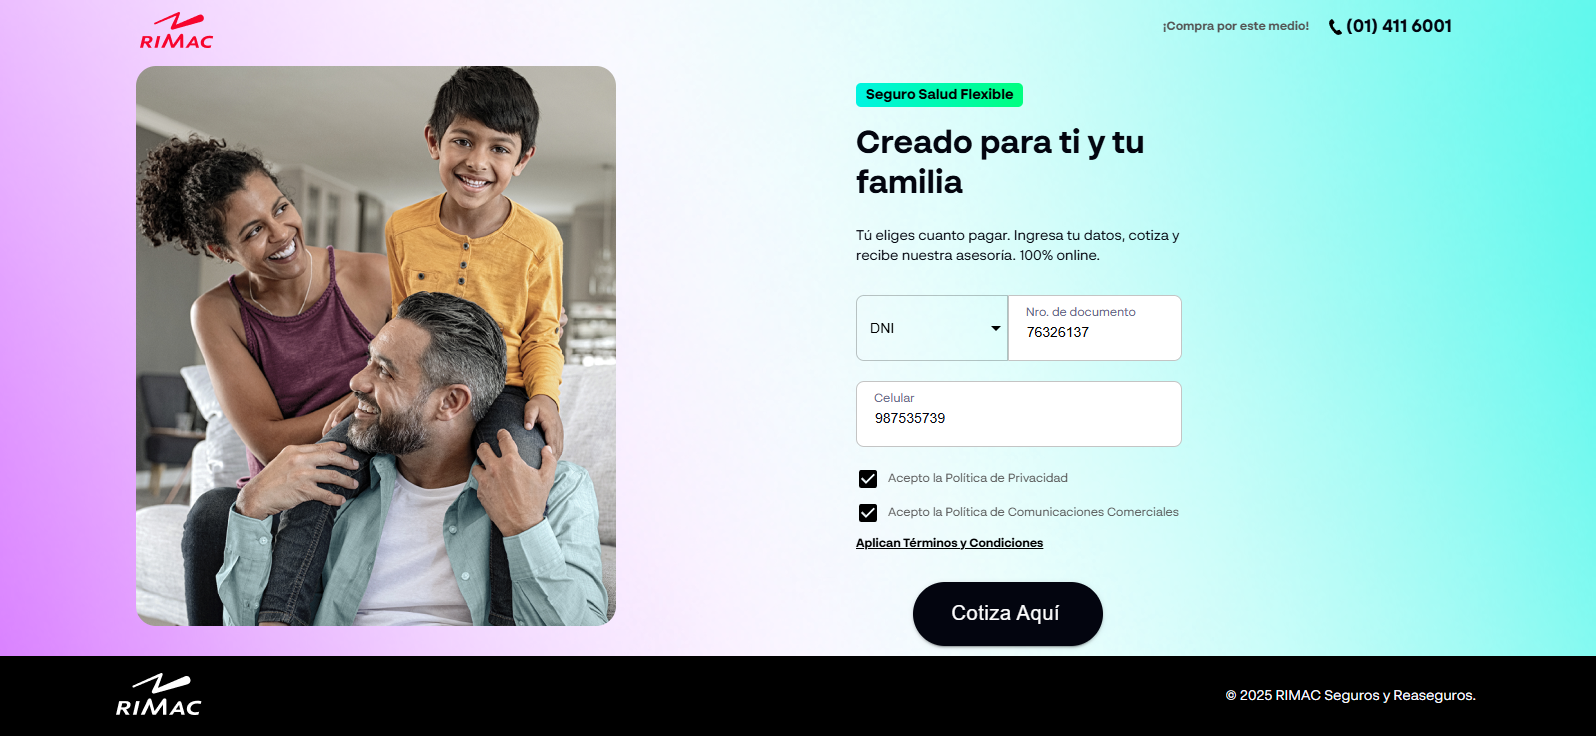 RIMAC
¡Compra por este medio!
(01) 411 6001
Seguro Salud Flexible
Creado para ti y tu
familia
Tú eliges cuanto pagar. Ingresa tu datos, cotiza y
recibe nuestra asesoría. 100% online.
DNI
Nro. de documento
76326137
Celular
987535739
Acepto la Política de Privacidad
Acepto la Política de Comunicaciones Comerciales
Aplican Términos y Condiciones
Cotiza Aquí
RIMAC
© 2025 RIMAC Seguros y Reaseguros.